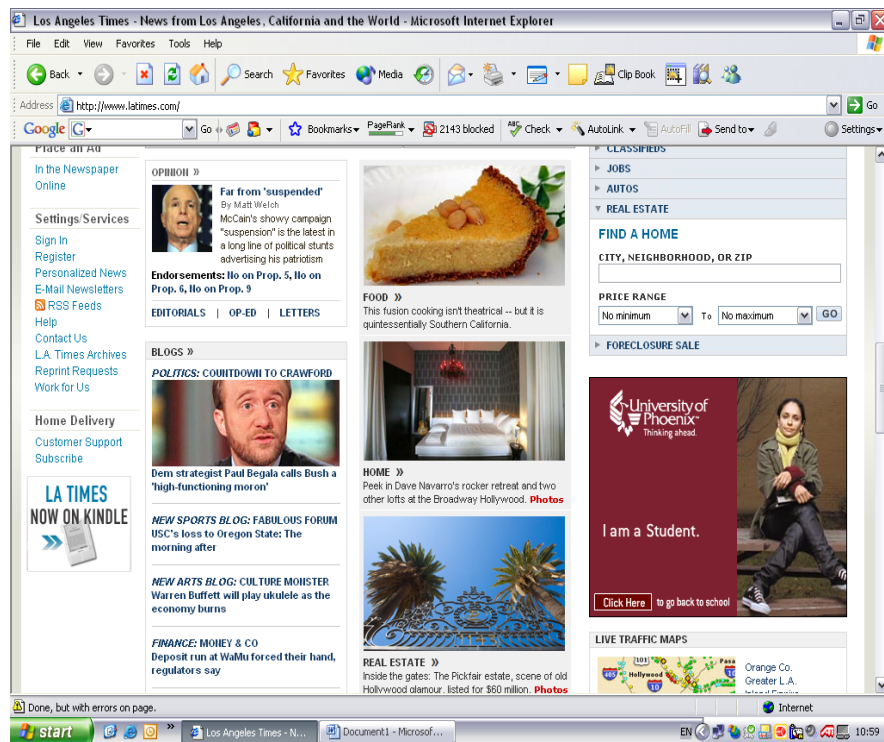 Los Angeles Times - News from Los Angeles, California and the World - Microsoft Internet Explorer
File Edit View Favorites Tools Help
Back Search Favorites Media Clip Book
Address http://www.latimes.com/ Go
Google G Go Bookmarks PageRank 2143 blocked ABC Check AutoLink AutoFill Send to Settings
Place an Ad
In the Newspaper
Online
Settings/Services
Sign In
Register
Personalized News
E-Mail Newsletters
RSS Feeds
Help
Contact Us
L.A. Times Archives
Reprint Requests
Work for Us
Home Delivery
Customer Support
Subscribe
LA TIMES
NOW ON KINDLE
»
OPINION »
Far from 'suspended'
By Matt Welch
McCain's showy campaign
"suspension" is the latest in
a long line of political stunts
advertising his patriotism
Endorsements: No on Prop. 5, No on
Prop. 6, No on Prop. 9
EDITORIALS | OP-ED | LETTERS
BLOGS »
POLITICS: COUNTDOWN TO CRAWFORD
Dem strategist Paul Begala calls Bush a
'high-functioning moron'
NEW SPORTS BLOG: FABULOUS FORUM
USC's loss to Oregon State: The
morning after
NEW ARTS BLOG: CULTURE MONSTER
Warren Buffett will play ukulele as the
economy burns
FINANCE: MONEY & CO
Deposit run at WaMu forced their hand,
regulators say
FOOD »
This fusion cooking isn't theatrical -- but it is
quintessentially Southern California.
HOME »
Peek in Dave Navarro's rocker retreat and two
other lofts at the Broadway Hollywood. Photos
REAL ESTATE »
Inside the gates: The Pickfair estate, scene of old
Hollywood glamour, listed for $60 million. Photos
CLASSIFIEDS
JOBS
AUTOS
REAL ESTATE
FIND A HOME
CITY, NEIGHBORHOOD, OR ZIP
PRICE RANGE
No minimum To No maximum GO
FORECLOSURE SALE
University of
Phoenix
Thinking ahead.
I am a Student.
Click Here to go back to school
LIVE TRAFFIC MAPS
101
405 Hollywood 10
10
Pasa
Orange Co.
Greater L.A.
Inland Empire
Done, but with errors on page. Internet
start » Los Angeles Times - N... Document1 - Microsof... EN 10:59